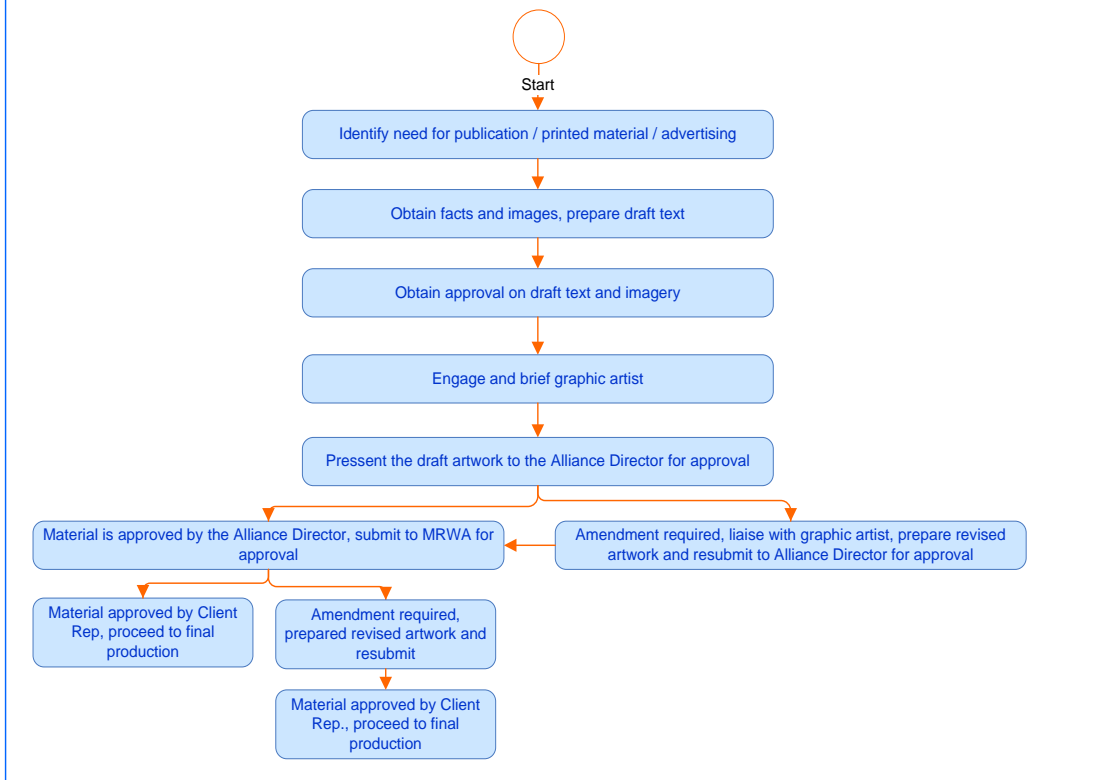 Start
Identify need for publication / printed material / advertising
Obtain facts and images, prepare draft text
Obtain approval on draft text and imagery
Engage and brief graphic artist
Pressent the draft artwork to the Alliance Director for approval
Material is approved by the Alliance Director, submit to MRWA for
approval
Amendment required, liaise with graphic artist, prepare revised
artwork and resubmit to Alliance Director for approval
Material approved by Client
Rep, proceed to final
production
Amendment required,
prepared revised artwork and
resubmit
Material approved by Client
Rep., proceed to final
production